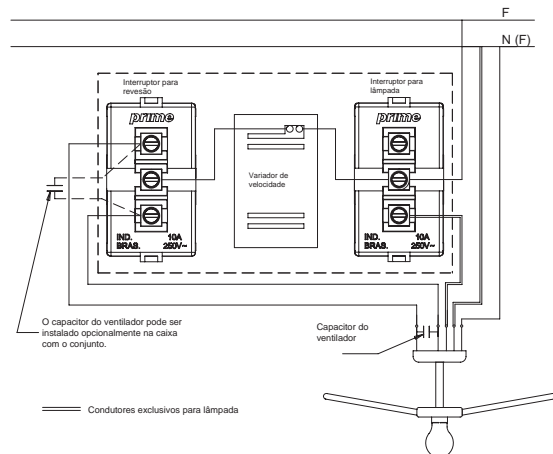 F
N (F)
Interruptor para
revesão
Interruptor para
lâmpada
prime
prime
Variador de
velocidade
IND. 10A
BRAS. 250V~
IND. 10A
BRAS. 250V~
O capacitor do ventilador pode ser
instalado opcionalmente na caixa
com o conjunto.
Capacitor do
ventilador
Condutores exclusivos para lâmpada